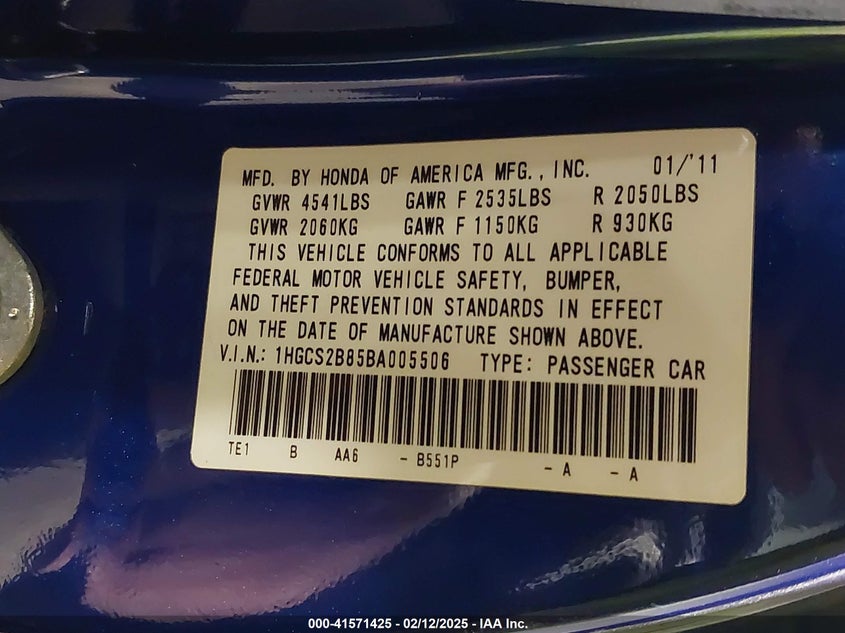 MFD. BY HONDA OF AMERICA MFG., INC. 01/'11
GVWR 4541LBS GAWR F 2535LBS R 2050LBS
GVWR 2060KG GAWR F 1150KG R 930KG
THIS VEHICLE CONFORMS TO ALL APPLICABLE
FEDERAL MOTOR VEHICLE SAFETY, BUMPER,
AND THEFT PREVENTION STANDARDS IN EFFECT
ON THE DATE OF MANUFACTURE SHOWN ABOVE.
V.I.N.: 1HGCS2B85BA005506 TYPE: PASSENGER CAR
TE1 B AA6 - B551P - A - A
000-41571425 - 02/12/2025 - IAA Inc.